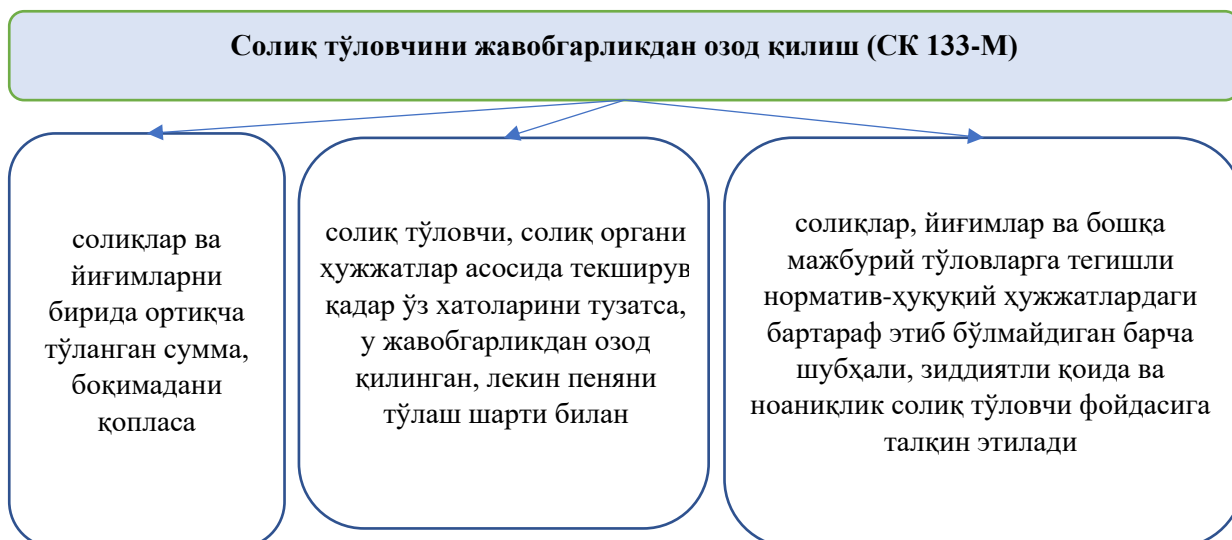 Солиқ тўловчини жавобгарликдан озод қилиш (СК 133-М)
солиқлар ва
йиғимларни
бирида ортиқча
тўланган сумма,
боқимадани
қопласа
солиқ тўловчи, солиқ органи
ҳужжатлар асосида текширув
қадар ўз хатоларини тузатса,
у жавобгарликдан озод
қилинган, лекин пеняни
тўлаш шарти билан
солиқлар, йиғимлар ва бошқа
мажбурий тўловларга тегишли
норматив-ҳуқуқий ҳужжатлардаги
бартараф этиб бўлмайдиган барча
шубҳали, зиддиятли қоида ва
ноаниқлик солиқ тўловчи фойдасига
талқин этилади